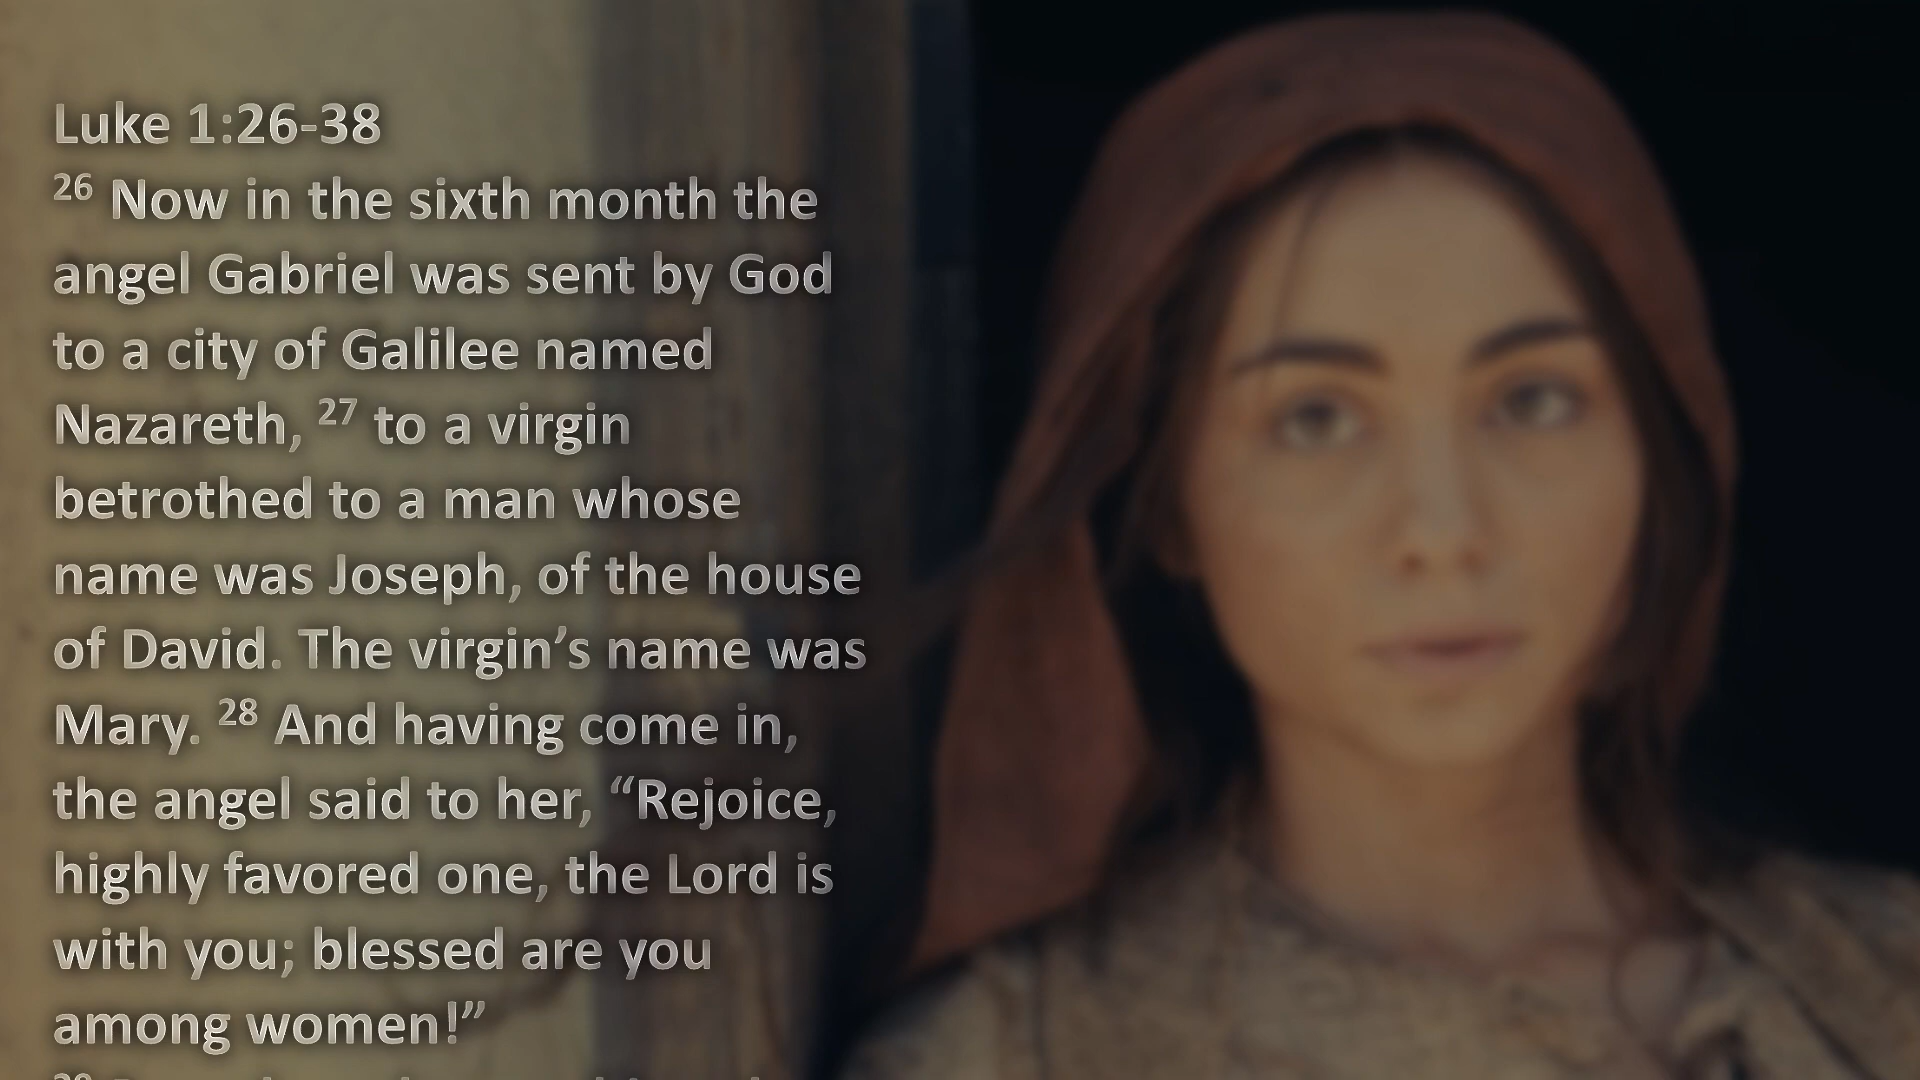 Luke 1:26-38
26 Now in the sixth month the
angel Gabriel was sent by God
to a city of Galilee named
Nazareth, 27 to a virgin
betrothed to a man whose
name was Joseph, of the house
of David. The virgin’s name was
Mary. 28 And having come in,
the angel said to her, “Rejoice,
highly favored one, the Lord is
with you; blessed are you
among women!”